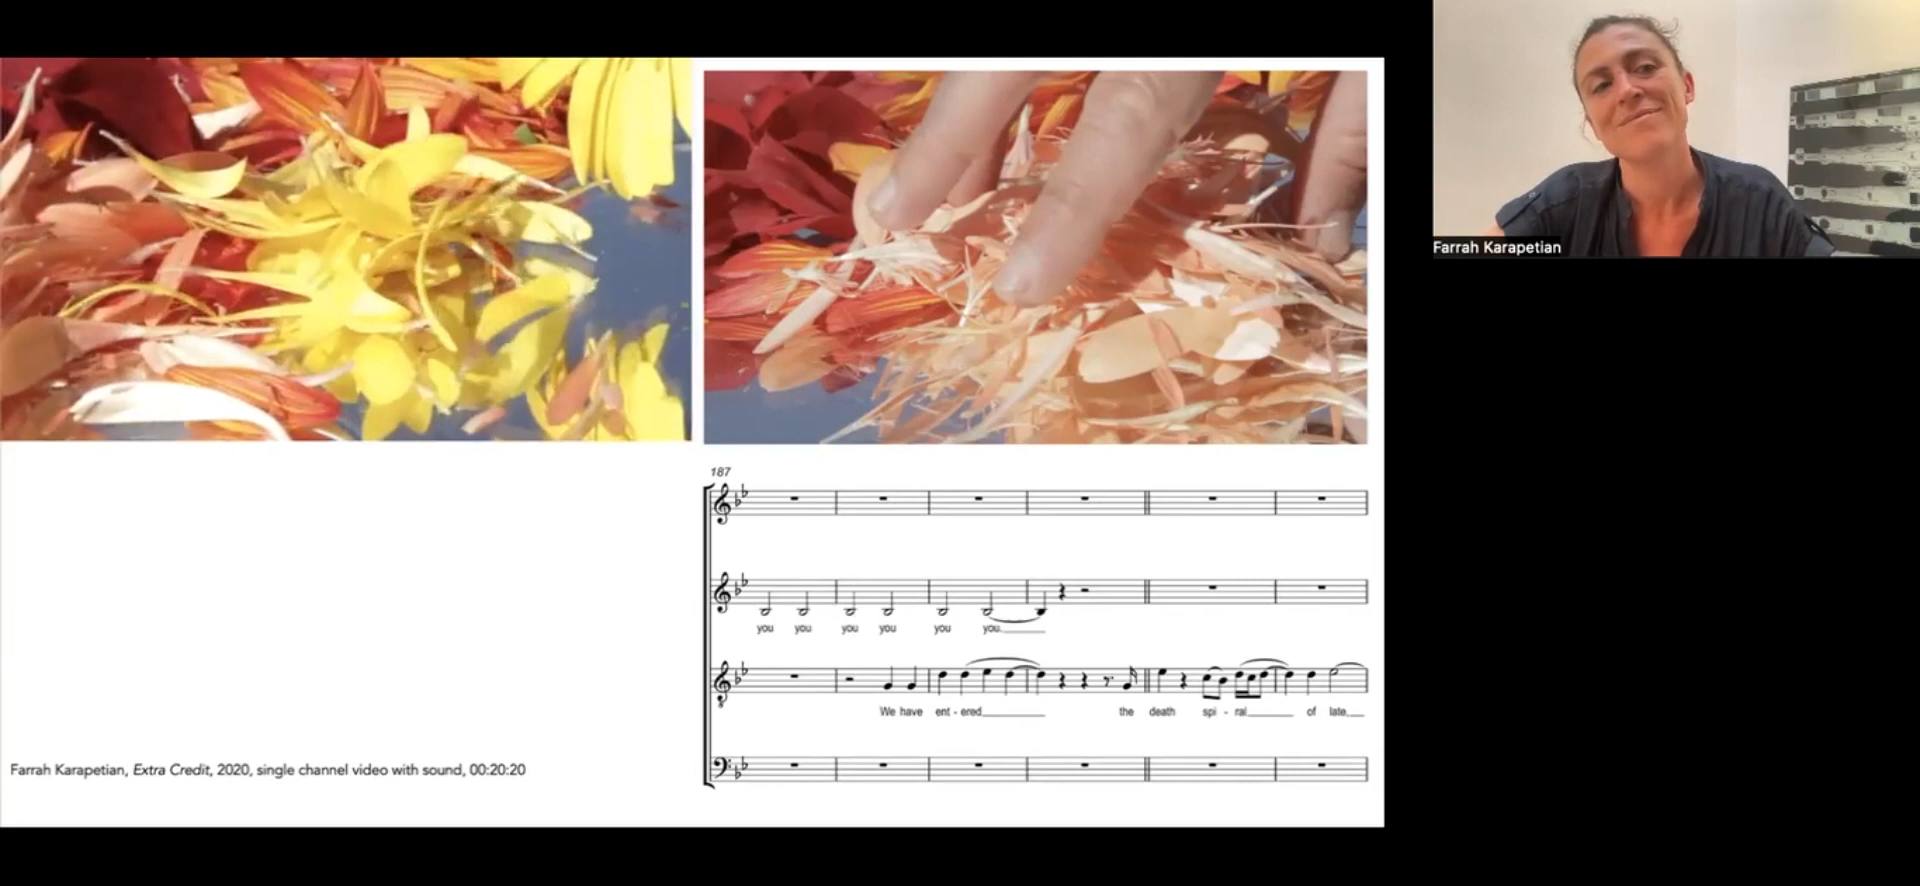 Farrah Karapetian
187
you you you you you you
We have ent - ered the death spi - ral of late,
Farrah Karapetian, Extra Credit, 2020, single channel video with sound, 00:20:20